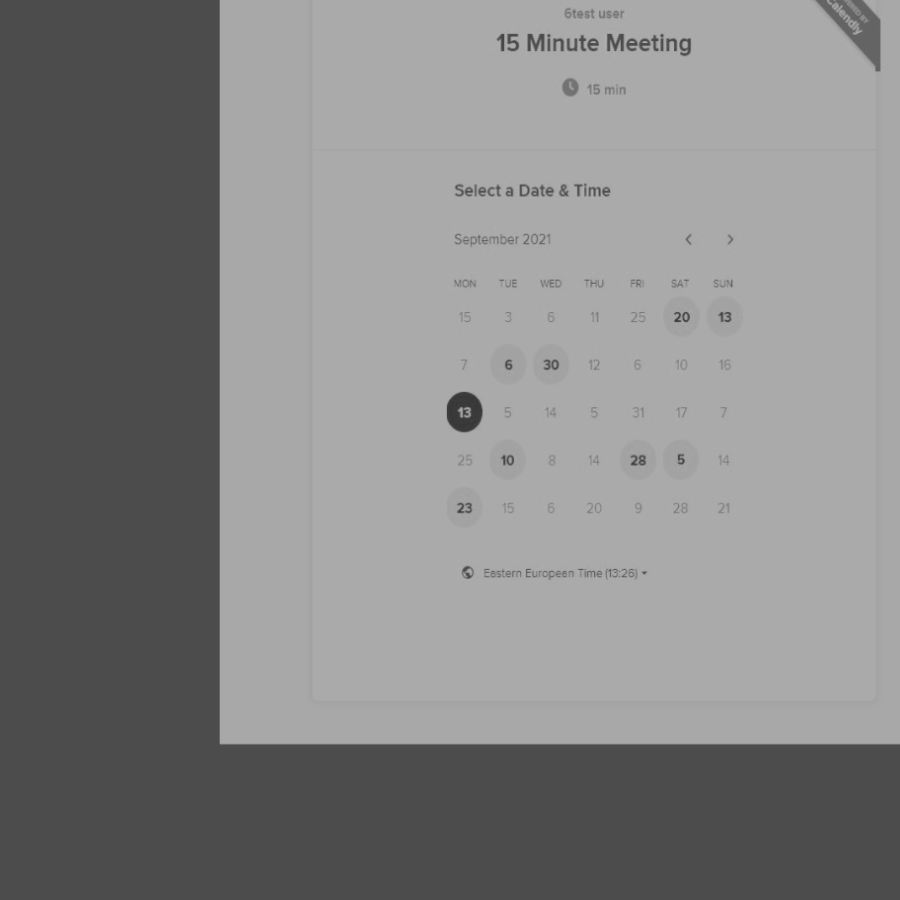 6test user
POWERED BY
Calendly
15 Minute Meeting
15 min
Select a Date & Time
September 2021
MON TUE WED THU FRI SAT SUN
15 3 6 11 25 20 13
7 6 30 12 6 10 16
13 5 14 5 31 17 7
25 10 8 14 28 5 14
23 15 6 20 9 28 21
Eastern European Time (13:26)